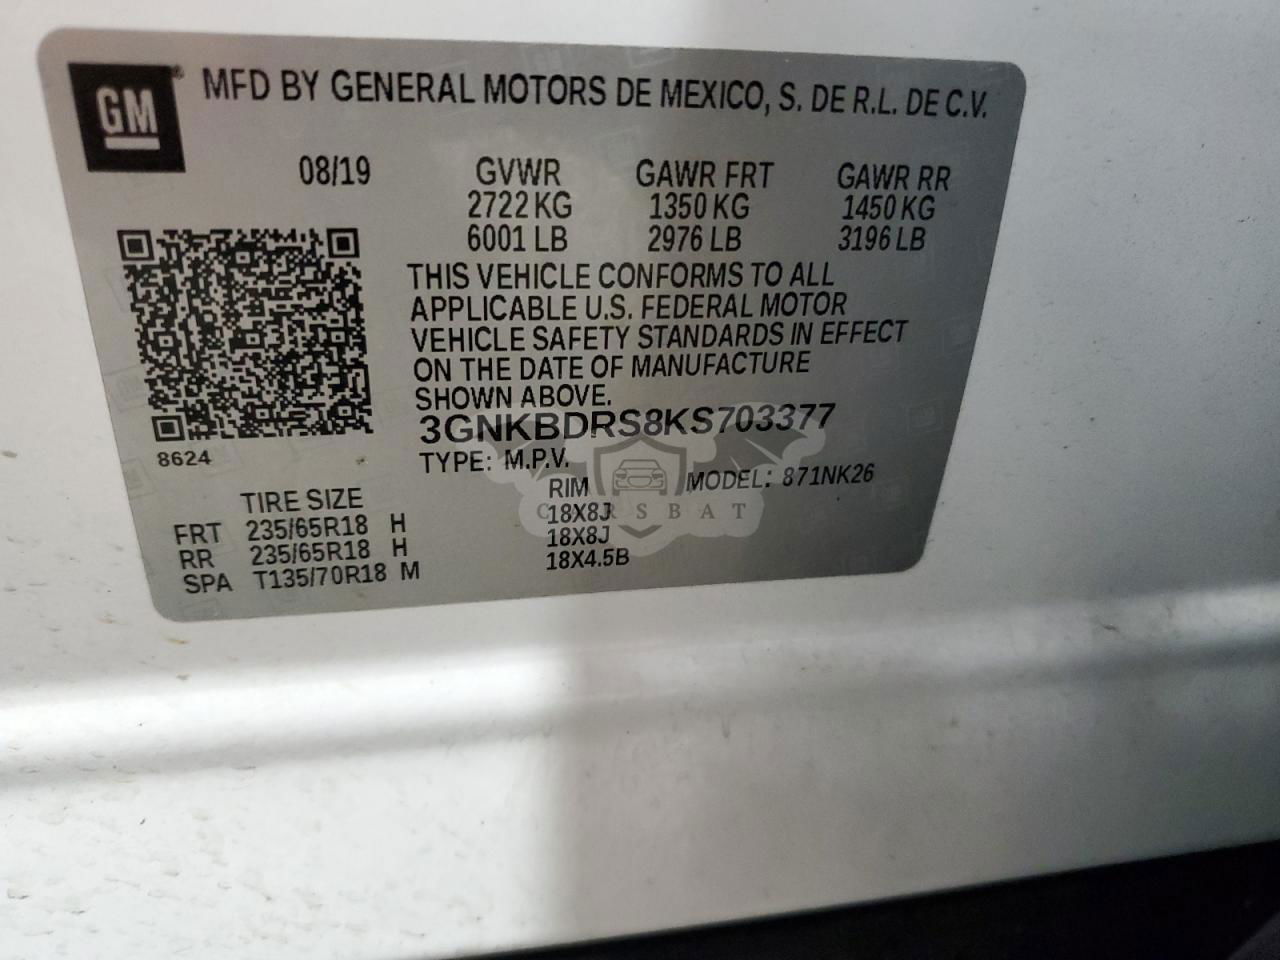 GM® MFD BY GENERAL MOTORS DE MEXICO, S. DE R.L. DE C.V.
08/19 GVWR GAWR FRT GAWR RR
2722 KG 1350 KG 1450 KG
6001 LB 2976 LB 3196 LB
THIS VEHICLE CONFORMS TO ALL
APPLICABLE U.S. FEDERAL MOTOR
VEHICLE SAFETY STANDARDS IN EFFECT
ON THE DATE OF MANUFACTURE
SHOWN ABOVE.
3GNKBDRS8KS703377
8624
TYPE: M.P.V. MODEL: 871NK26
TIRE SIZE RIM
FRT 235/65R18 H 18X8J
RR 235/65R18 H 18X8J
SPA T135/70R18 M 18X4.5B